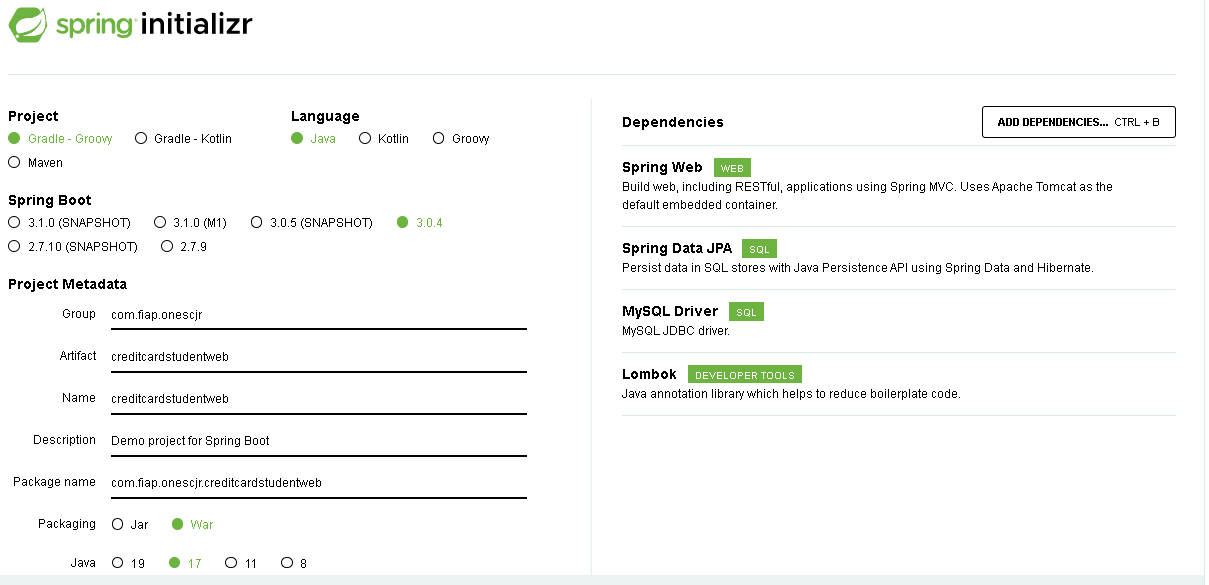 spring initializr
Project
Gradle - Groovy Gradle - Kotlin
Maven
Language
Java Kotlin Groovy
Spring Boot
3.1.0 (SNAPSHOT) 3.1.0 (M1) 3.0.5 (SNAPSHOT) 3.0.4
2.7.10 (SNAPSHOT) 2.7.9
Project Metadata
Group com.fiap.onescjr
Artifact creditcardstudentweb
Name creditcardstudentweb
Description Demo project for Spring Boot
Package name com.fiap.onescjr.creditcardstudentweb
Packaging Jar War
Java 19 17 11 8
Dependencies
ADD DEPENDENCIES... CTRL + B
Spring Web WEB
Build web, including RESTful, applications using Spring MVC. Uses Apache Tomcat as the
default embedded container.
Spring Data JPA SQL
Persist data in SQL stores with Java Persistence API using Spring Data and Hibernate.
MySQL Driver SQL
MySQL JDBC driver.
Lombok DEVELOPER TOOLS
Java annotation library which helps to reduce boilerplate code.